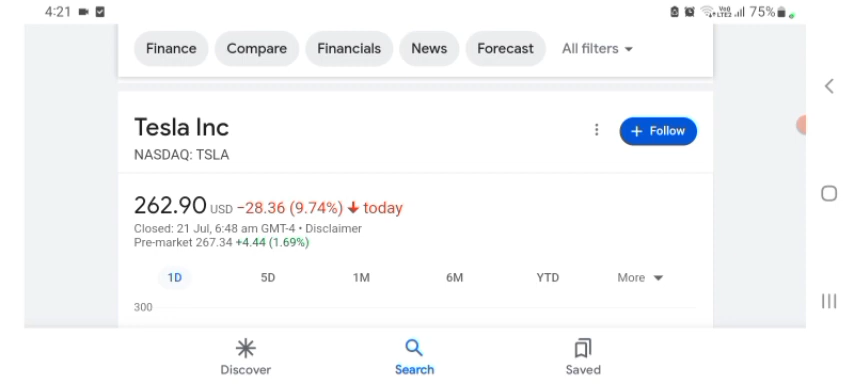 4:21 75%
Finance Compare Financials News Forecast All filters
Tesla Inc
+ Follow
NASDAQ: TSLA
262.90 USD −28.36 (9.74%) today
Closed: 21 Jul, 6:48 am GMT-4 • Disclaimer
Pre-market 267.34 +4.44 (1.69%)
1D 5D 1M 6M YTD More
300
Discover Search Saved